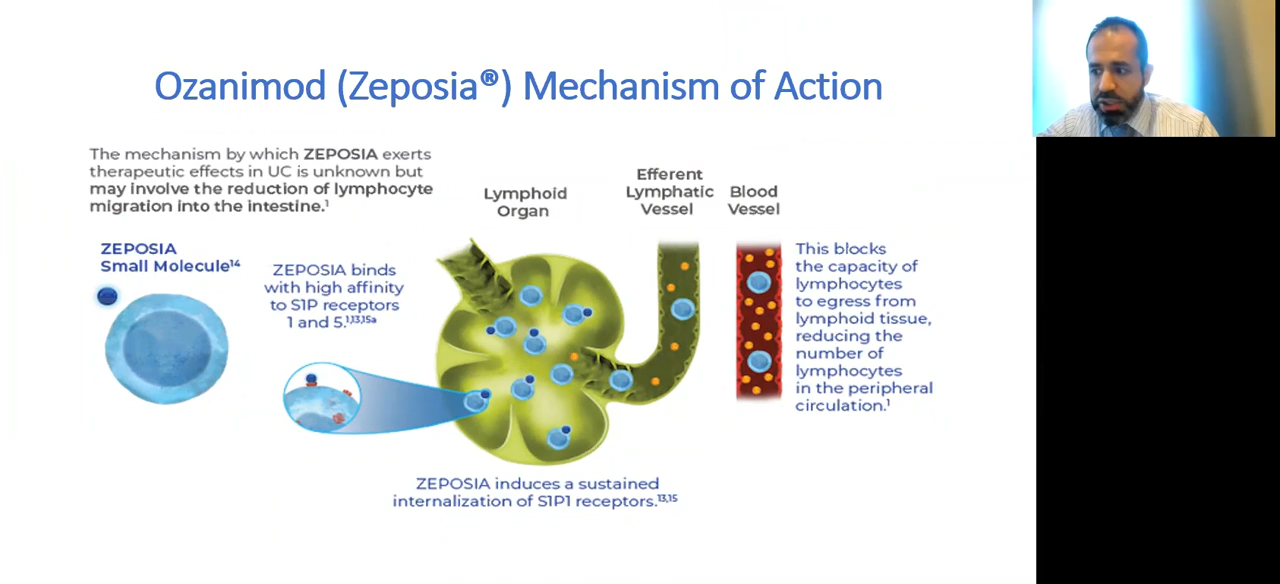 Ozanimod (Zeposia®) Mechanism of Action
The mechanism by which ZEPOSIA exerts
therapeutic effects in UC is unknown but
may involve the reduction of lymphocyte
migration into the intestine.¹
ZEPOSIA
Small Molecule¹⁴
ZEPOSIA binds
with high affinity
to S1P receptors
1 and 5.¹,¹³,¹⁵ᵃ
Lymphoid
Organ
Efferent
Lymphatic
Vessel
Blood
Vessel
This blocks
the capacity of
lymphocytes
to egress from
lymphoid tissue,
reducing the
number of
lymphocytes
in the peripheral
circulation.¹
ZEPOSIA induces a sustained
internalization of S1P1 receptors.¹³,¹⁵